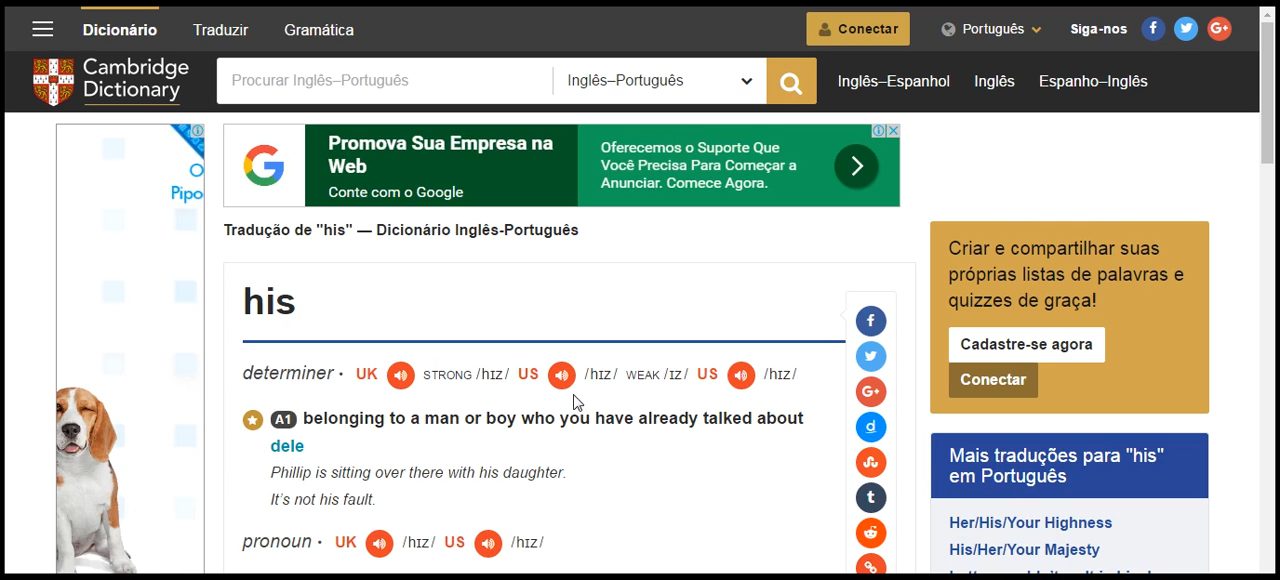 Dicionário Traduzir Gramática Conectar Português Siga-nos
Cambridge
Dictionary
Procurar Inglês–Português Inglês–Português Inglês–Espanhol Inglês Espanho–Inglês
Pipo
Promova Sua Empresa na
Web
Conte com o Google
Oferecemos o Suporte Que
Você Precisa Para Começar a
Anunciar. Comece Agora.
Tradução de "his" — Dicionário Inglês-Português
his
determiner · UK STRONG /hɪz/ US /hɪz/ WEAK /ɪz/ US /hɪz/
A1 belonging to a man or boy who you have already talked about
dele
Phillip is sitting over there with his daughter.
It’s not his fault.
pronoun · UK /hɪz/ US /hɪz/
Criar e compartilhar suas
próprias listas de palavras e
quizzes de graça!
Cadastre-se agora
Conectar
Mais traduções para "his"
em Português
Her/His/Your Highness
His/Her/Your Majesty